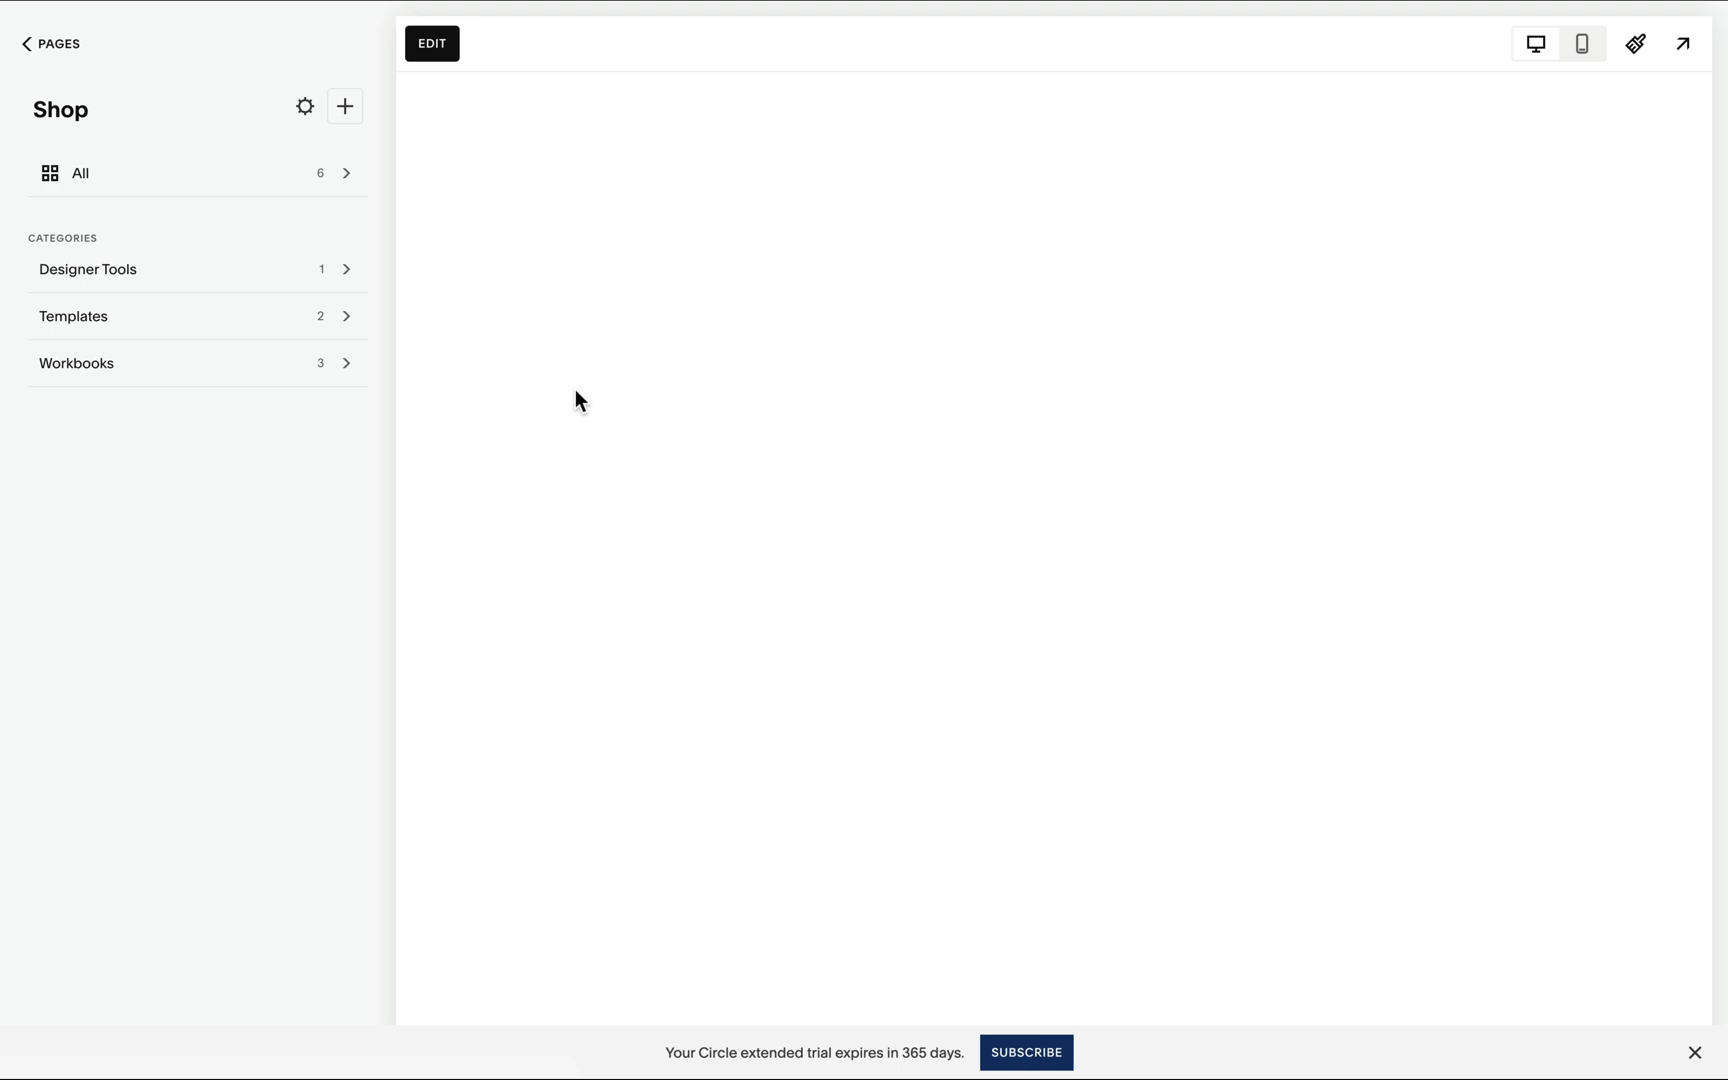 PAGES
EDIT
Shop
All 6
CATEGORIES
Designer Tools 1
Templates 2
Workbooks 3
Your Circle extended trial expires in 365 days. SUBSCRIBE